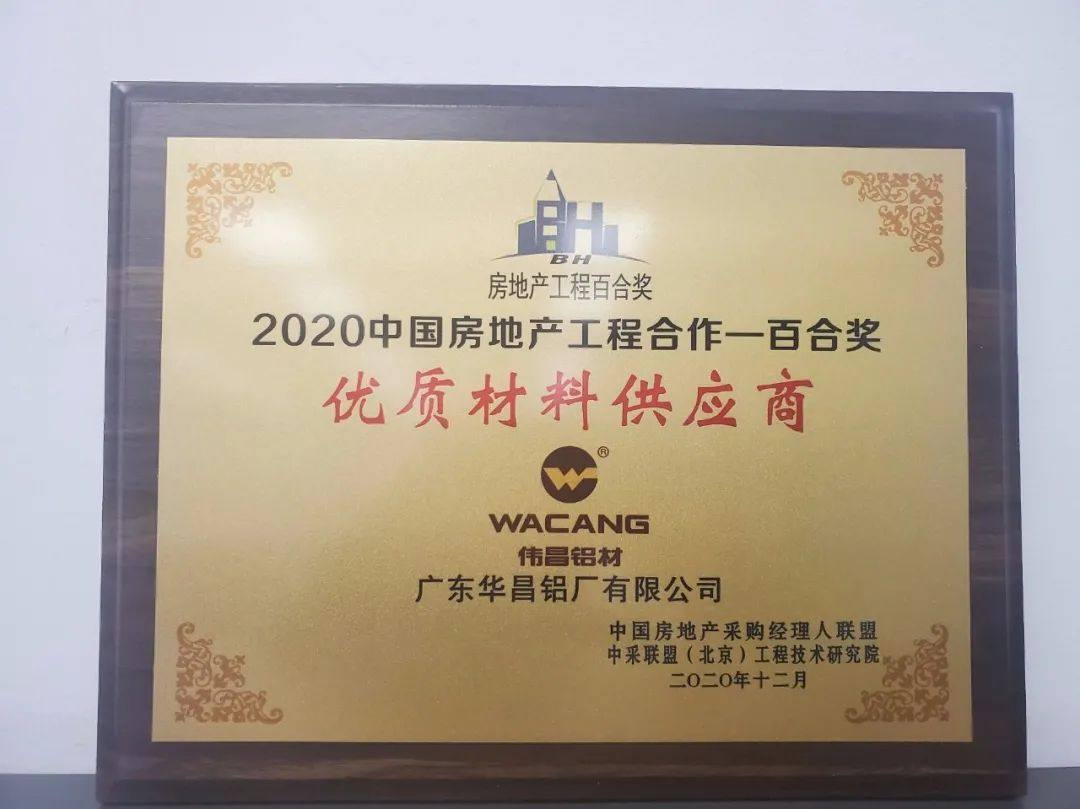 BH
BH
房地产工程百合奖
2020中国房地产工程合作—百合奖
优质材料供应商
®
WACANG
伟昌铝材
广东华昌铝厂有限公司
中国房地产采购经理人联盟
中采联盟（北京）工程技术研究院
二〇二〇年十二月